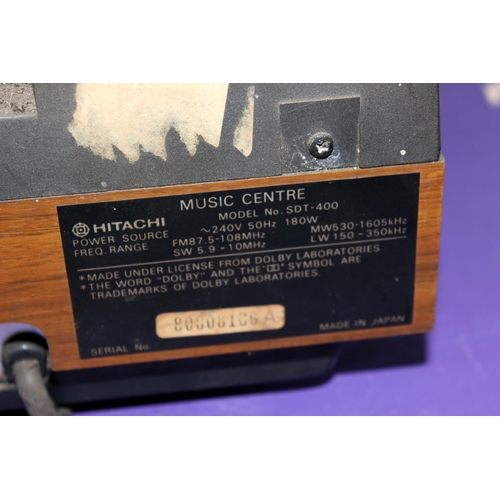 MUSIC CENTRE
HITACHI MODEL No. SDT-400
POWER SOURCE ~240V 50Hz 180W
FREQ. RANGE FM87.5-108MHz MW530-1605kHz
SW 5.9-10MHz LW 150-350kHz
*MADE UNDER LICENSE FROM DOLBY LABORATORIES
*THE WORD "DOLBY" AND THE "DD" SYMBOL ARE
TRADEMARKS OF DOLBY LABORATORIES.
SERIAL No. MADE IN JAPAN